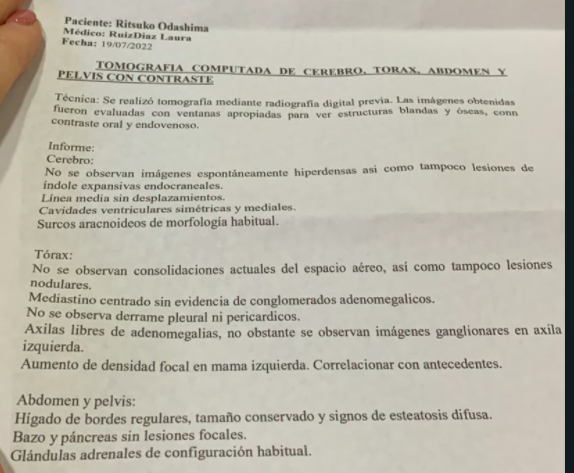 Paciente: Ritsuko Odashima
Médico: RuizDiaz Laura
Fecha: 19/07/2022
TOMOGRAFIA COMPUTADA DE CEREBRO, TORAX, ABDOMEN Y
PELVIS CON CONTRASTE
Técnica: Se realizó tomografía mediante radiografía digital previa. Las imágenes obtenidas
fueron evaluadas con ventanas apropiadas para ver estructuras blandas y óseas, conn
contraste oral y endovenoso.
Informe:
Cerebro:
No se observan imágenes espontáneamente hiperdensas asi como tampoco lesiones de
índole expansivas endocraneales.
Línea media sin desplazamientos.
Cavidades ventriculares simétricas y mediales.
Surcos aracnoideos de morfología habitual.
Tórax:
No se observan consolidaciones actuales del espacio aéreo, así como tampoco lesiones
nodulares.
Mediastino centrado sin evidencia de conglomerados adenomegalicos.
No se observa derrame pleural ni pericardicos.
Axilas libres de adenomegalias, no obstante se observan imágenes ganglionares en axila
izquierda.
Aumento de densidad focal en mama izquierda. Correlacionar con antecedentes.
Abdomen y pelvis:
Hígado de bordes regulares, tamaño conservado y signos de esteatosis difusa.
Bazo y páncreas sin lesiones focales.
Glándulas adrenales de configuración habitual.